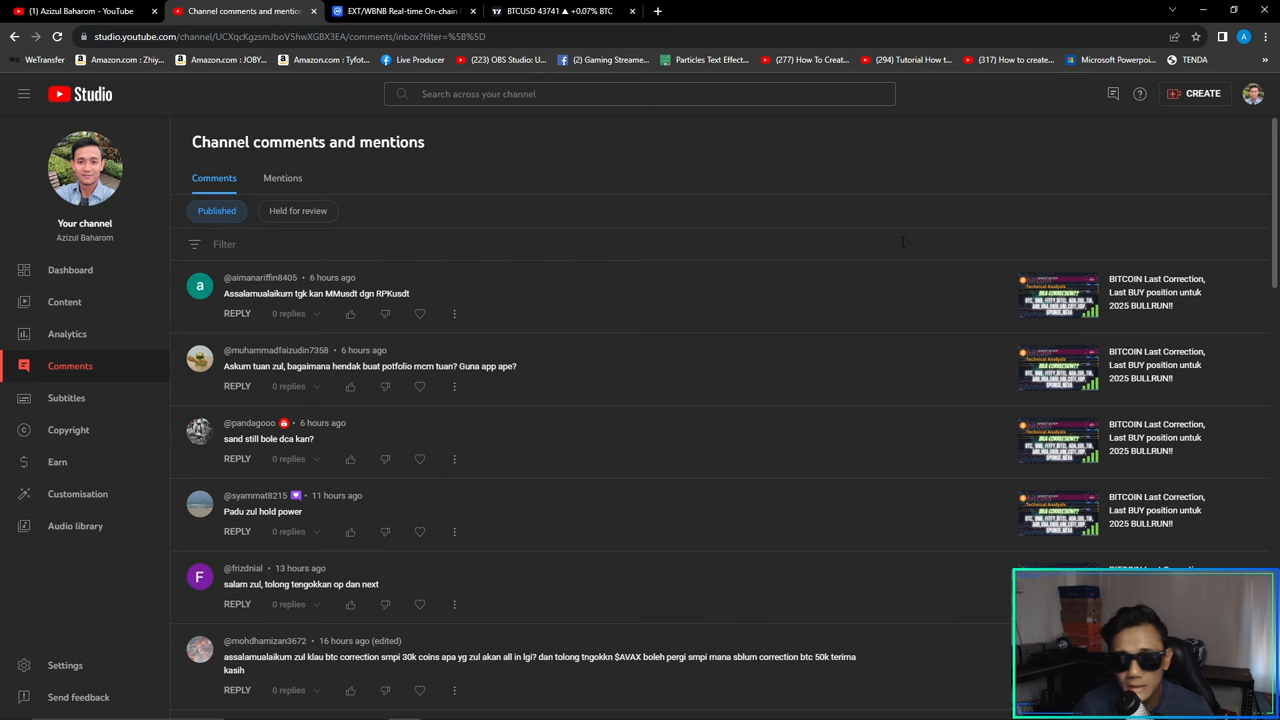 (1) Azizul Baharom - YouTube
Channel comments and mentio
EXT/WBNB Real-time On-chain
BTCUSD 43741 ▲ +0.07% BTC
studio.youtube.com/channel/UCXqcKgzsmJboV5hwXGBX3EA/comments/inbox?filter=%5B%5D
WeTransfer
Amazon.com : Zhiy...
Amazon.com : JOBY...
Amazon.com : Tyfot...
Live Producer
(223) OBS Studio: U...
(2) Gaming Streame...
Particles Text Effect...
(277) How To Creat...
(294) Tutorial How t...
(317) How to create...
Microsoft Powerpoi...
TENDA
Studio
Search across your channel
CREATE
Channel comments and mentions
Comments
Mentions
Published
Held for review
Filter
Your channel
Azizul Baharom
Dashboard
Content
Analytics
Comments
Subtitles
Copyright
Earn
Customisation
Audio library
Settings
Send feedback
@aimanariffin8405 • 6 hours ago
Assalamualaikum tgk kan MMusdt dgn RPKusdt
REPLY 0 replies
BITCOIN Last Correction,
Last BUY position untuk
2025 BULLRUN!!
@muhammadfaizudin7358 • 6 hours ago
Askum tuan zul, bagaimana hendak buat potfolio mcm tuan? Guna app ape?
REPLY 0 replies
BITCOIN Last Correction,
Last BUY position untuk
2025 BULLRUN!!
@pandagooo • 6 hours ago
sand still bole dca kan?
REPLY 0 replies
BITCOIN Last Correction,
Last BUY position untuk
2025 BULLRUN!!
@syammat8215 • 11 hours ago
Padu zul hold power
REPLY 0 replies
BITCOIN Last Correction,
Last BUY position untuk
2025 BULLRUN!!
@frizdnial • 13 hours ago
salam zul, tolong tengokkan op dan next
REPLY 0 replies
@mohdhamizan3672 • 16 hours ago (edited)
assalamualaikum zul klau btc correction smpi 30k coins apa yg zul akan all in lgi? dan tolong tngokkn $AVAX boleh pergi smpi mana sblum correction btc 50k terima
kasih
REPLY 0 replies